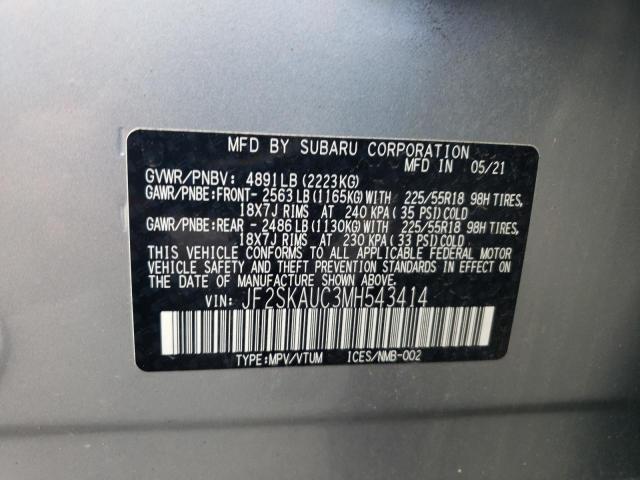 MFD BY SUBARU CORPORATION
MFD IN 05/21
GVWR/PNBV: 4891LB (2223KG)
GAWR/PNBE:FRONT- 2563LB (1165KG) WITH 225/55R18 98H TIRES,
18X7J RIMS AT 240 KPA( 35 PSI) COLD
GAWR/PNBE:REAR - 2486LB (1130KG) WITH 225/55R18 98H TIRES,
18X7J RIMS AT 230 KPA( 33 PSI) COLD
THIS VEHICLE CONFORMS TO ALL APPLICABLE FEDERAL MOTOR
VEHICLE SAFETY AND THEFT PREVENTION STANDARDS IN EFFECT ON
THE DATE OF MANUFACTURE SHOWN ABOVE.
VIN: JF2SKAUC3MH543414
TYPE:MPV/VTUM ICES/NMB-002